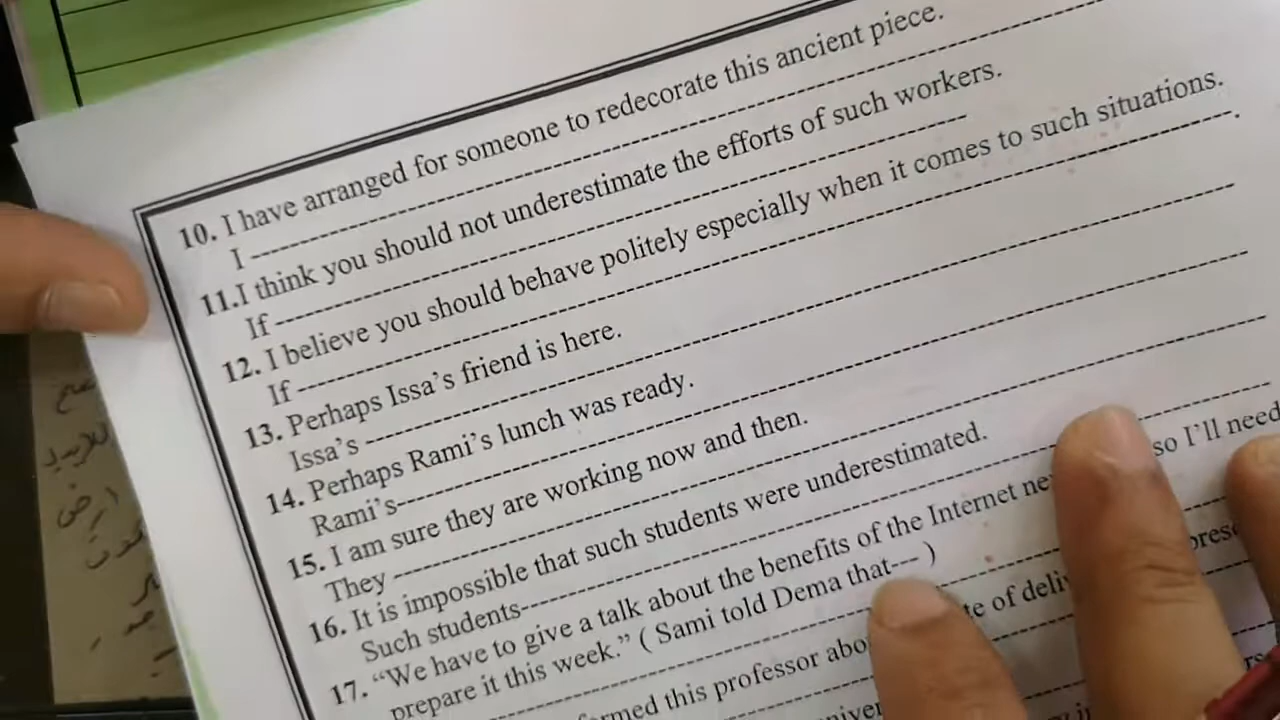 10. I have arranged for someone to redecorate this ancient piece.
I
11.I think you should not underestimate the efforts of such workers.
If
12. I believe you should behave politely especially when it comes to such situations.
If
13. Perhaps Issa’s friend is here.
Issa’s
14. Perhaps Rami’s lunch was ready.
Rami’s
15. I am sure they are working now and then.
They
16. It is impossible that such students were underestimated.
Such students
17. “We have to give a talk about the benefits of the Internet so I’ll need
prepare it this week.” ( Sami told Dema that--- )
this professor of